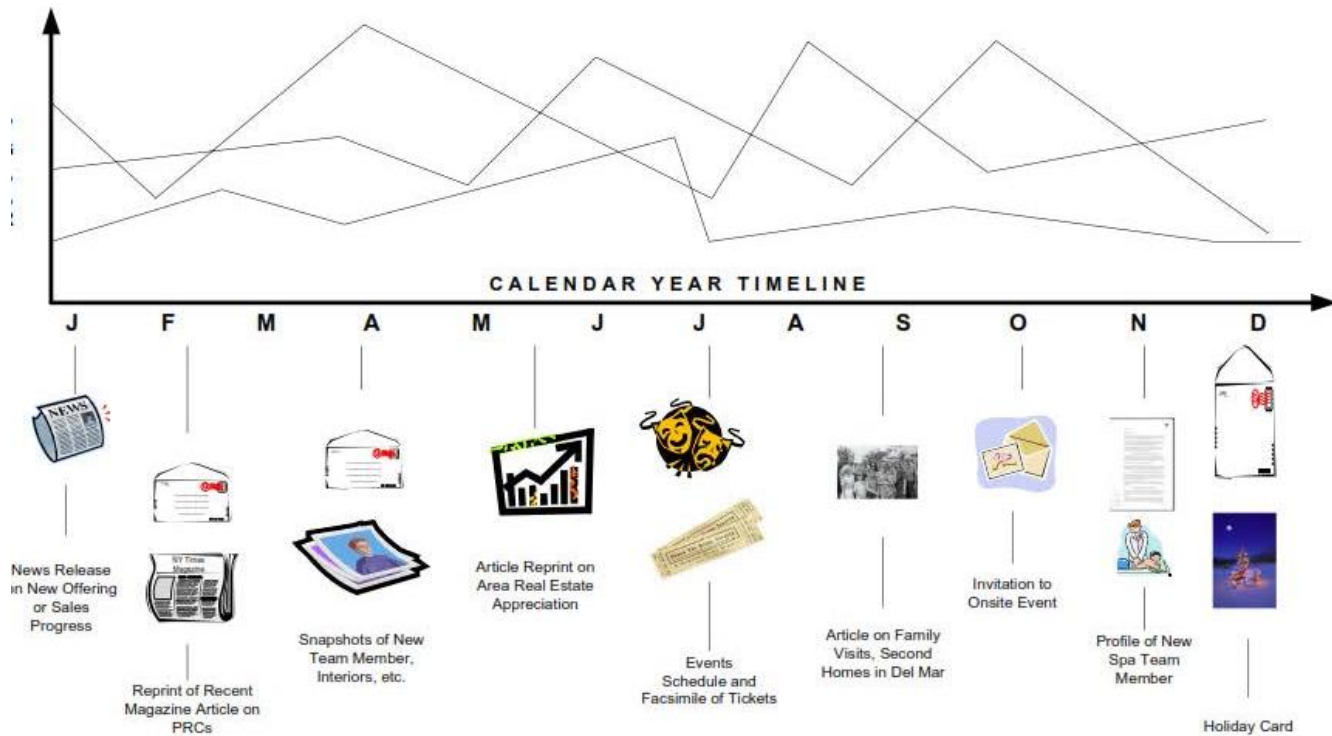 CALENDAR YEAR TIMELINE
J F M A M J J A S O N D
NEWS
NY Times
Magazine
News Release
on New Offering
or Sales
Progress
Reprint of Recent
Magazine Article on
PRCs
Snapshots of New
Team Member,
Interiors, etc.
Article Reprint on
Area Real Estate
Appreciation
Events
Schedule and
Facsimile of Tickets
Article on Family
Visits, Second
Homes in Del Mar
Invitation to
Onsite Event
Profile of New
Spa Team
Member
Holiday Card